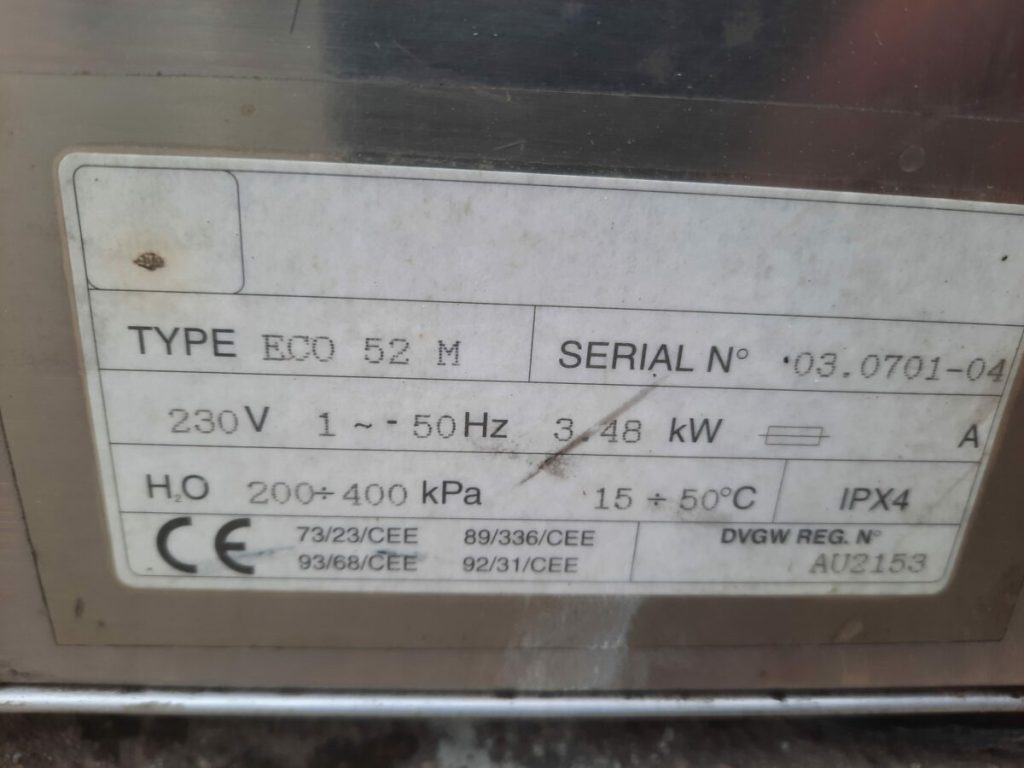 TYPE ECO 52 M SERIAL N° 03.0701-04
230V 1 ~ - 50Hz 3.48 kW A
H₂O 200÷400 kPa 15 ÷ 50°C IPX4
CE 73/23/CEE 89/336/CEE DVGW REG. N°
93/68/CEE 92/31/CEE AU2153